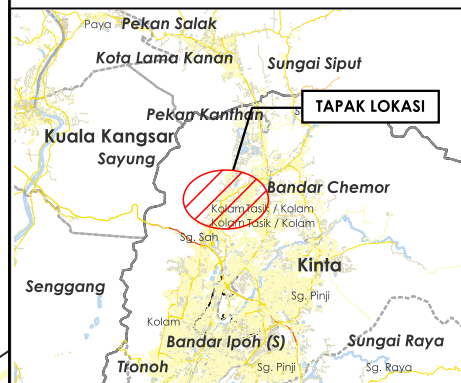 Paya
Pekan Salak
Kota Lama Kanan
Sungai Siput
TAPAK LOKASI
Pekan Kanthan
Kuala Kangsar
Sayung
Bandar Chemor
Kolam Tasik / Kolam
Kolam Tasik / Kolam
Sg. Sah
Kinta
Senggang
Sg. Pinji
Kolam
Bandar Ipoh (S)
Sungai Raya
Tronoh
Sg. Pinji
Sg. Raya